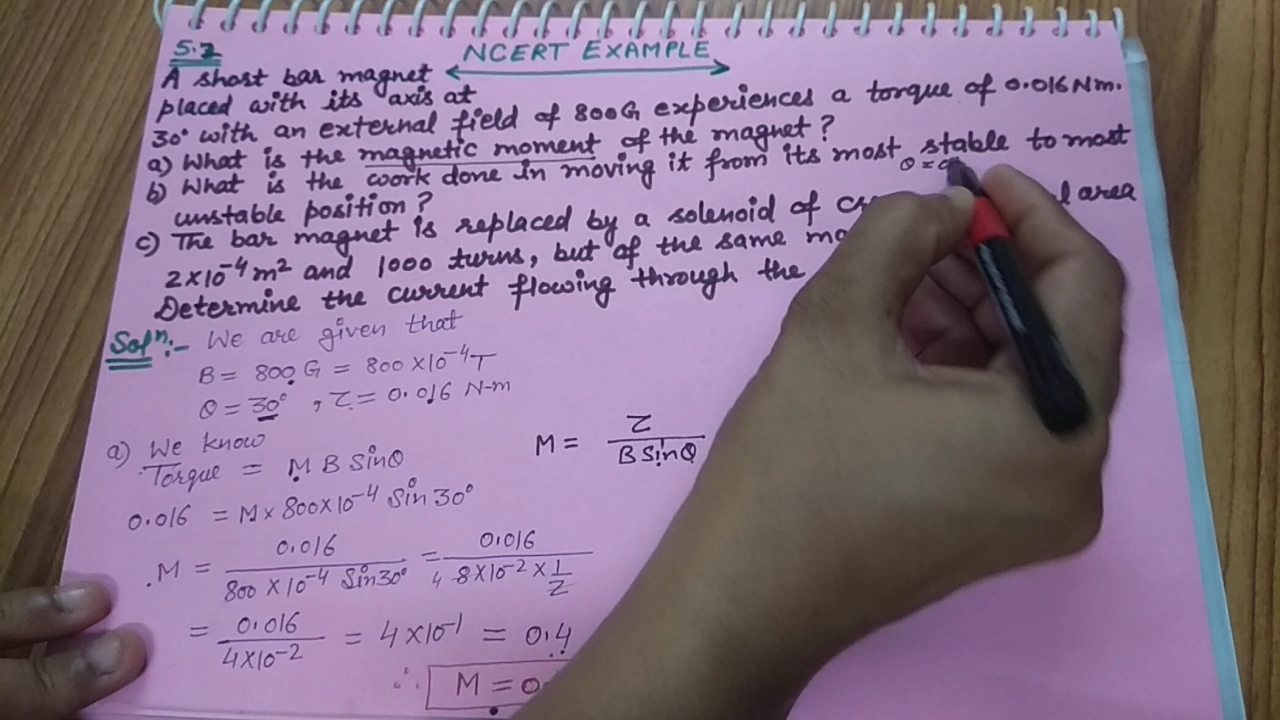 5.2
NCERT EXAMPLE
A short bar magnet
placed with its axis at
30° with an external field of 800G experiences a torque of 0.016Nm.
a) What is the magnetic moment of the magnet?
b) What is the work done in moving it from its most stable to most
θ =
unstable position?
c) The bar magnet is replaced by a solenoid of area
2×10⁻⁴m² and 1000 turns, but of the same
Determine the current flowing through the
Solⁿ:- We are given that
B = 800 G = 800 ×10⁻⁴T
θ = 30° , τ = 0.016 N-m
a) We know
Torque = M B Sinθ
M = τ / B Sinθ
0.016 = M× 800×10⁻⁴ Sin 30°
M = 0.016 / 800 × 10⁻⁴ Sin30° = 0.016 / 4 8×10⁻² × 1/2
= 0.016 / 4×10⁻² = 4×10⁻¹ = 0.4
∴ M = 0.